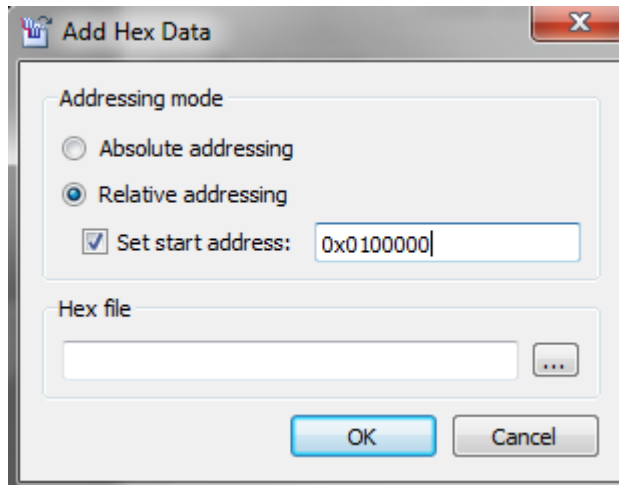 Add Hex Data
Addressing mode
Absolute addressing
Relative addressing
Set start address: 0x0100000
Hex file
...
OK Cancel